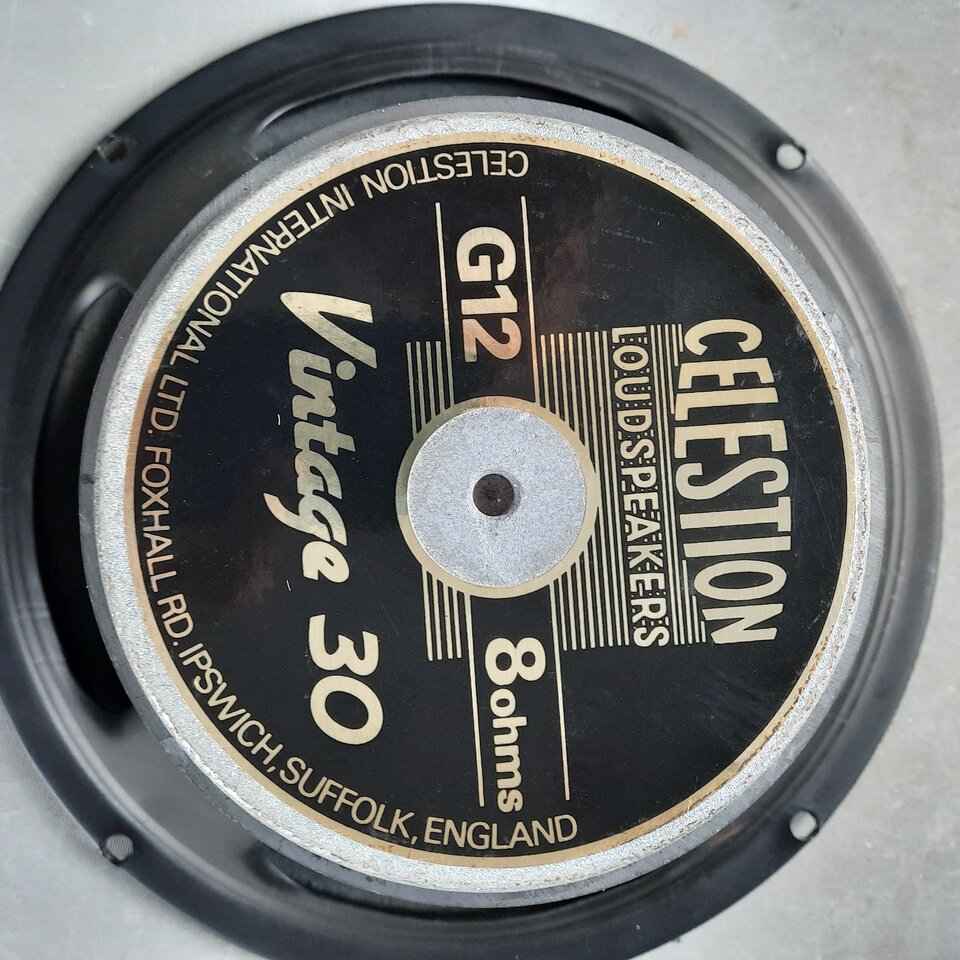 CELESTION
LOUDSPEAKERS
G12
8ohms
Vintage 30
CELESTION INTERNATIONAL LTD. FOXHALL RD. IPSWICH, SUFFOLK, ENGLAND